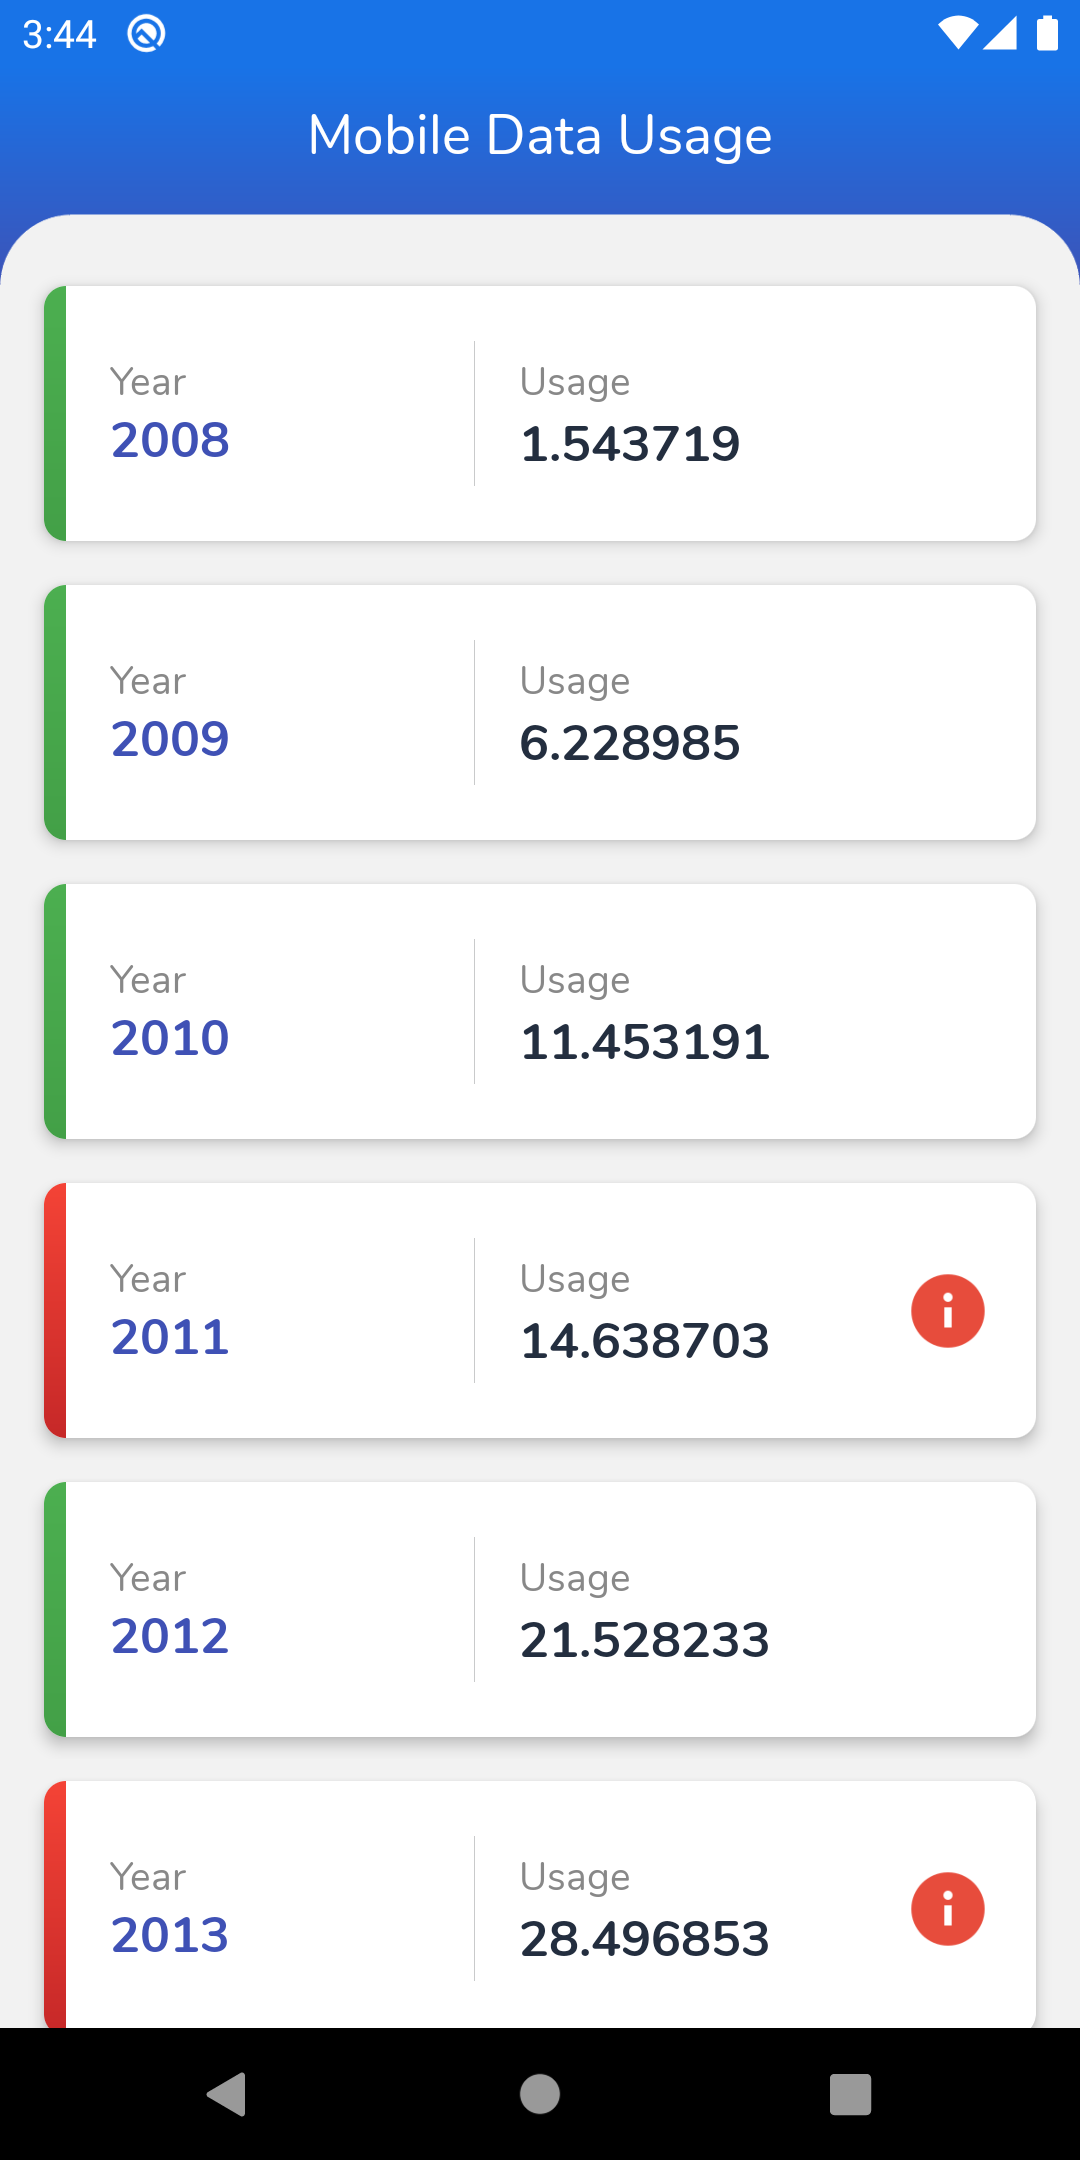 3:44
Mobile Data Usage
Year
2008
Usage
1.543719
Year
2009
Usage
6.228985
Year
2010
Usage
11.453191
Year
2011
Usage
14.638703
Year
2012
Usage
21.528233
Year
2013
Usage
28.496853